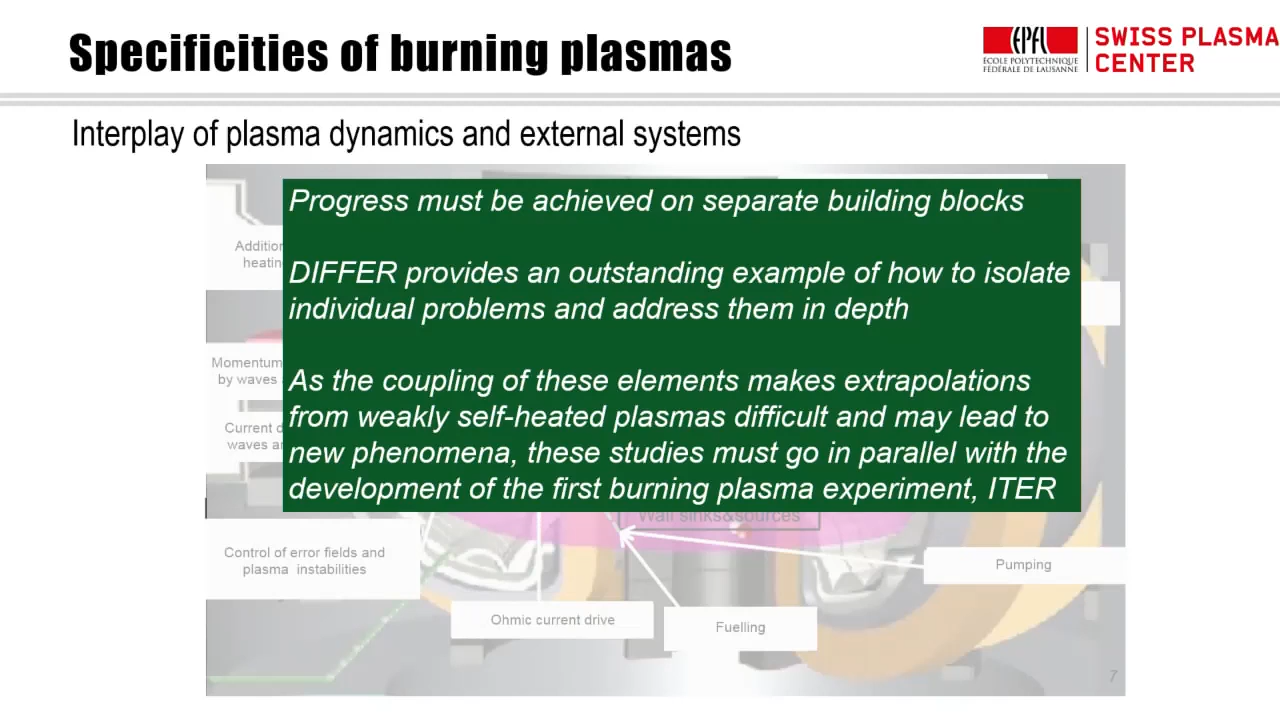 Specificities of burning plasmas
EPFL
ÉCOLE POLYTECHNIQUE
FÉDÉRALE DE LAUSANNE
SWISS PLASMA
CENTER
Interplay of plasma dynamics and external systems
Progress must be achieved on separate building blocks
DIFFER provides an outstanding example of how to isolate
individual problems and address them in depth
As the coupling of these elements makes extrapolations
from weakly self-heated plasmas difficult and may lead to
new phenomena, these studies must go in parallel with the
development of the first burning plasma experiment, ITER
Momentum
by waves
Current
waves
Wall sinks&sources
Control of error fields and
plasma instabilities
Pumping
Ohmic current drive
Fuelling
7